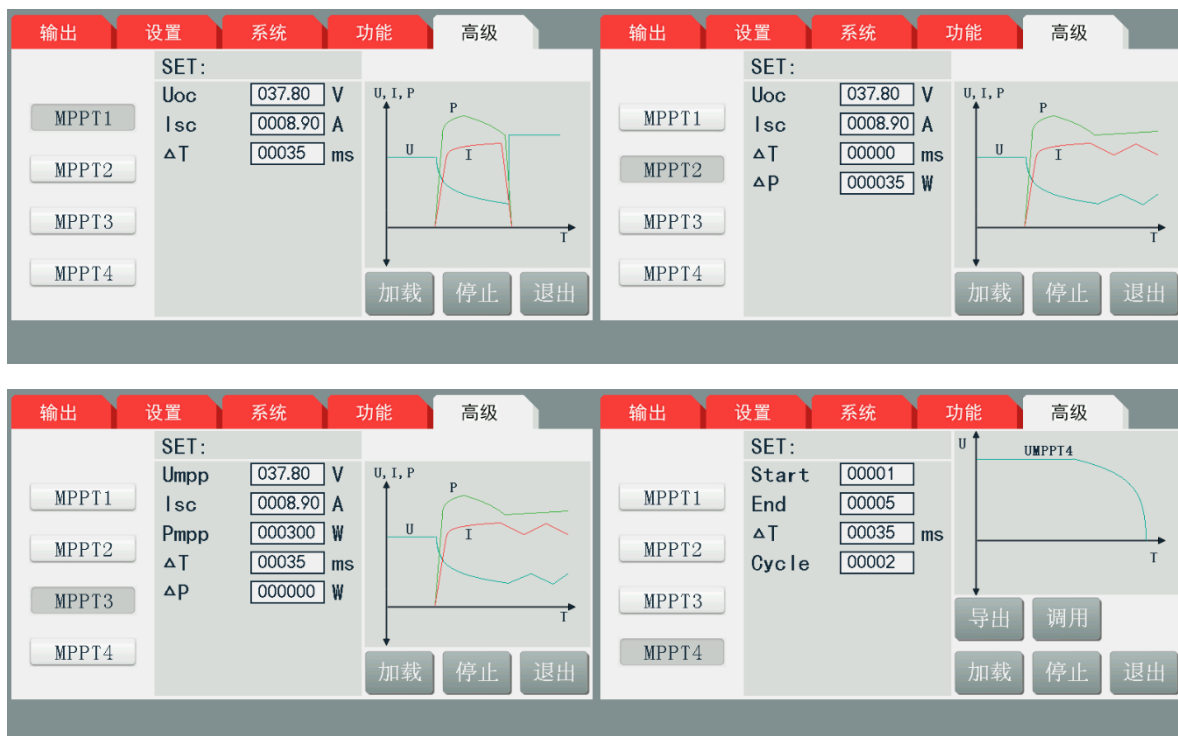 输出 设置 系统 功能 高级
SET:
MPPT1
MPPT2
MPPT3
MPPT4
Uoc 037.80 V
Isc 0008.90 A
△T 00035 ms
U, I, P
P
U
I
T
加载 停止 退出
输出 设置 系统 功能 高级
SET:
MPPT1
MPPT2
MPPT3
MPPT4
Uoc 037.80 V
Isc 0008.90 A
△T 00000 ms
△P 000035 W
U, I, P
P
U
I
T
加载 停止 退出
输出 设置 系统 功能 高级
SET:
MPPT1
MPPT2
MPPT3
MPPT4
Umpp 037.80 V
Isc 0008.90 A
Pmpp 000300 W
△T 00035 ms
△P 000000 W
U, I, P
P
U
I
T
加载 停止 退出
输出 设置 系统 功能 高级
SET:
MPPT1
MPPT2
MPPT3
MPPT4
Start 00001
End 00005
△T 00035 ms
Cycle 00002
U
UMPPT4
T
导出 调用
加载 停止 退出